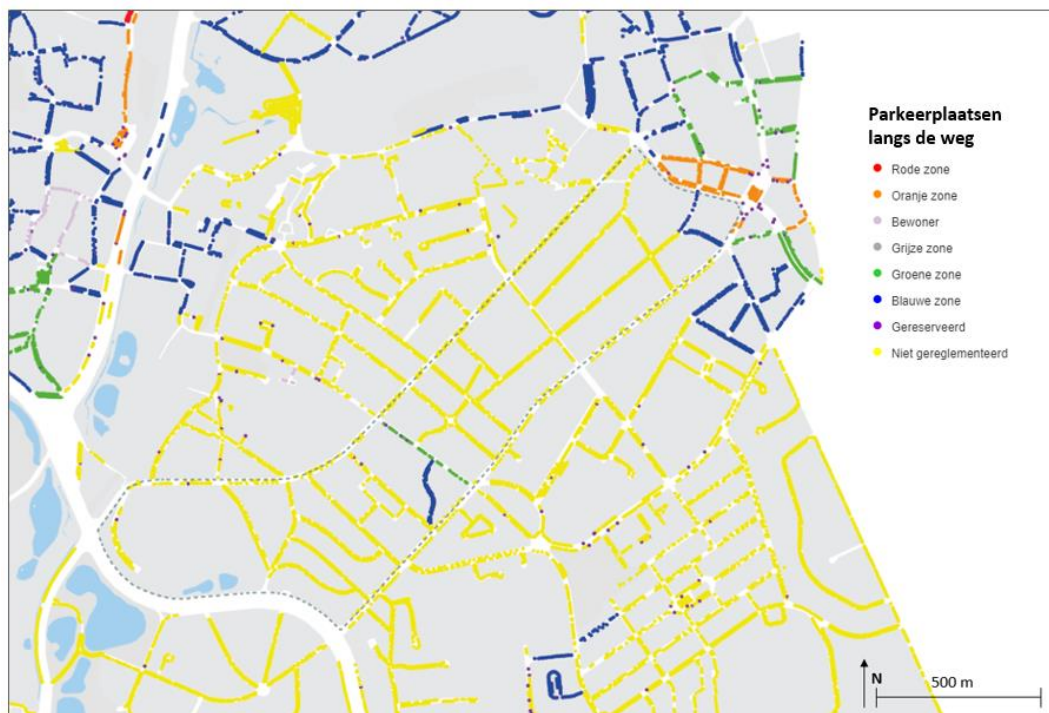 Parkeerplaatsen
langs de weg
Rode zone
Oranje zone
Bewoner
Grijze zone
Groene zone
Blauwe zone
Gereserveerd
Niet gereglementeerd
N
500 m